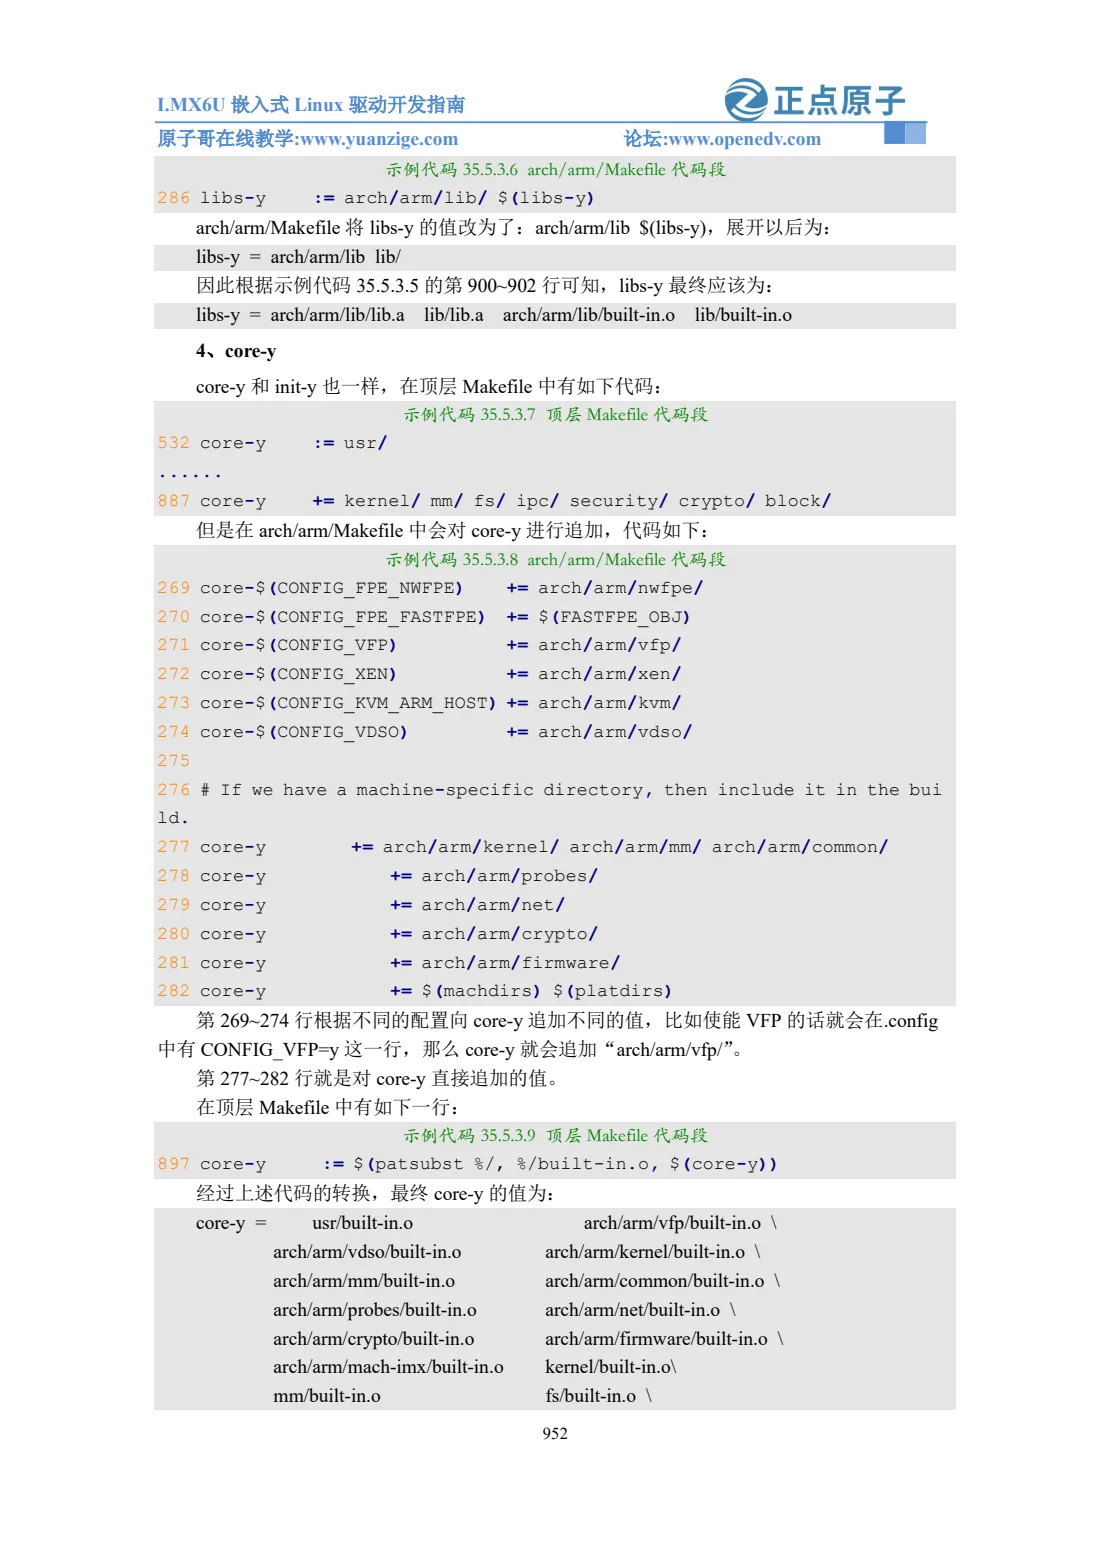 I.MX6U 嵌入式 Linux 驱动开发指南
正点原子
原子哥在线教学:www.yuanzige.com 论坛:www.openedv.com
示例代码 35.5.3.6 arch/arm/Makefile 代码段
286 libs-y := arch/arm/lib/ $(libs-y)
arch/arm/Makefile 将 libs-y 的值改为了：arch/arm/lib $(libs-y)，展开以后为：
libs-y = arch/arm/lib lib/
因此根据示例代码 35.5.3.5 的第 900~902 行可知，libs-y 最终应该为：
libs-y = arch/arm/lib/lib.a lib/lib.a arch/arm/lib/built-in.o lib/built-in.o
4、core-y
core-y 和 init-y 也一样，在顶层 Makefile 中有如下代码：
示例代码 35.5.3.7 顶层 Makefile 代码段
532 core-y := usr/
......
887 core-y += kernel/ mm/ fs/ ipc/ security/ crypto/ block/
但是在 arch/arm/Makefile 中会对 core-y 进行追加，代码如下：
示例代码 35.5.3.8 arch/arm/Makefile 代码段
269 core-$(CONFIG_FPE_NWFPE) += arch/arm/nwfpe/
270 core-$(CONFIG_FPE_FASTFPE) += $(FASTFPE_OBJ)
271 core-$(CONFIG_VFP) += arch/arm/vfp/
272 core-$(CONFIG_XEN) += arch/arm/xen/
273 core-$(CONFIG_KVM_ARM_HOST) += arch/arm/kvm/
274 core-$(CONFIG_VDSO) += arch/arm/vdso/
275
276 # If we have a machine-specific directory, then include it in the bui
ld.
277 core-y += arch/arm/kernel/ arch/arm/mm/ arch/arm/common/
278 core-y += arch/arm/probes/
279 core-y += arch/arm/net/
280 core-y += arch/arm/crypto/
281 core-y += arch/arm/firmware/
282 core-y += $(machdirs) $(platdirs)
第 269~274 行根据不同的配置向 core-y 追加不同的值，比如使能 VFP 的话就会在.config
中有 CONFIG_VFP=y 这一行，那么 core-y 就会追加“arch/arm/vfp/”。
第 277~282 行就是对 core-y 直接追加的值。
在顶层 Makefile 中有如下一行：
示例代码 35.5.3.9 顶层 Makefile 代码段
897 core-y := $(patsubst %/, %/built-in.o, $(core-y))
经过上述代码的转换，最终 core-y 的值为：
core-y = usr/built-in.o arch/arm/vfp/built-in.o \
arch/arm/vdso/built-in.o arch/arm/kernel/built-in.o \
arch/arm/mm/built-in.o arch/arm/common/built-in.o \
arch/arm/probes/built-in.o arch/arm/net/built-in.o \
arch/arm/crypto/built-in.o arch/arm/firmware/built-in.o \
arch/arm/mach-imx/built-in.o kernel/built-in.o\
mm/built-in.o fs/built-in.o \
952